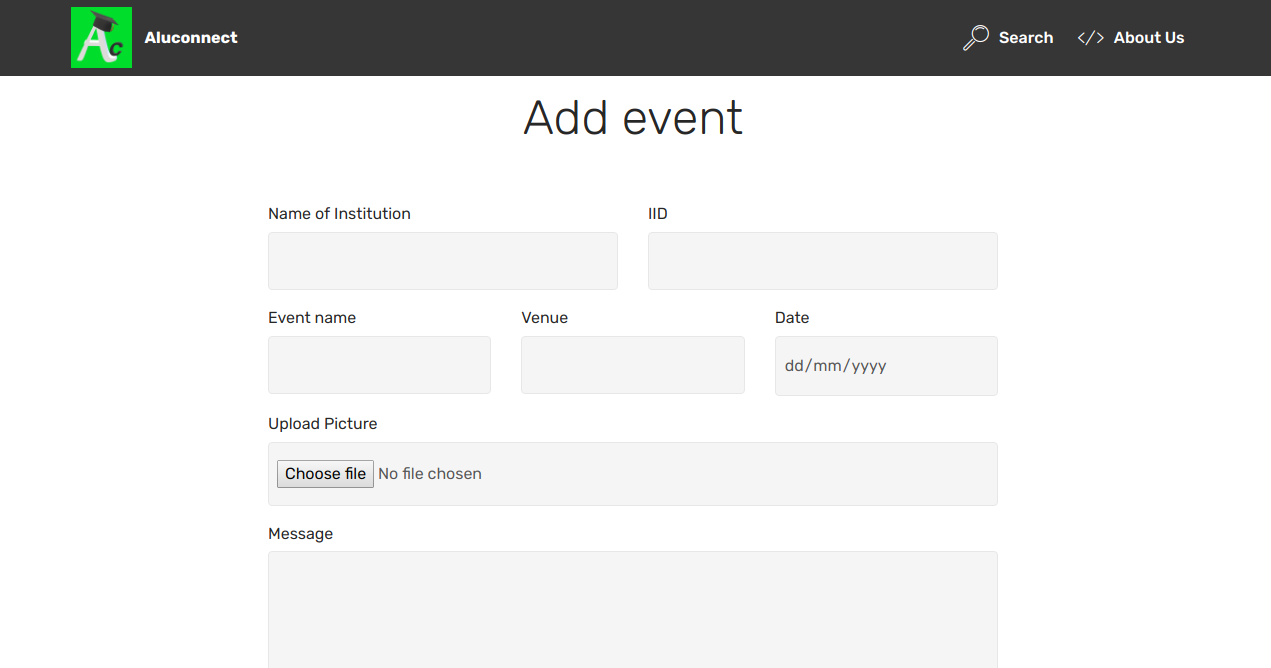 Ac Aluconnect Search </> About Us
Add event
Name of Institution IID
Event name Venue Date
dd/mm/yyyy
Upload Picture
Choose file No file chosen
Message